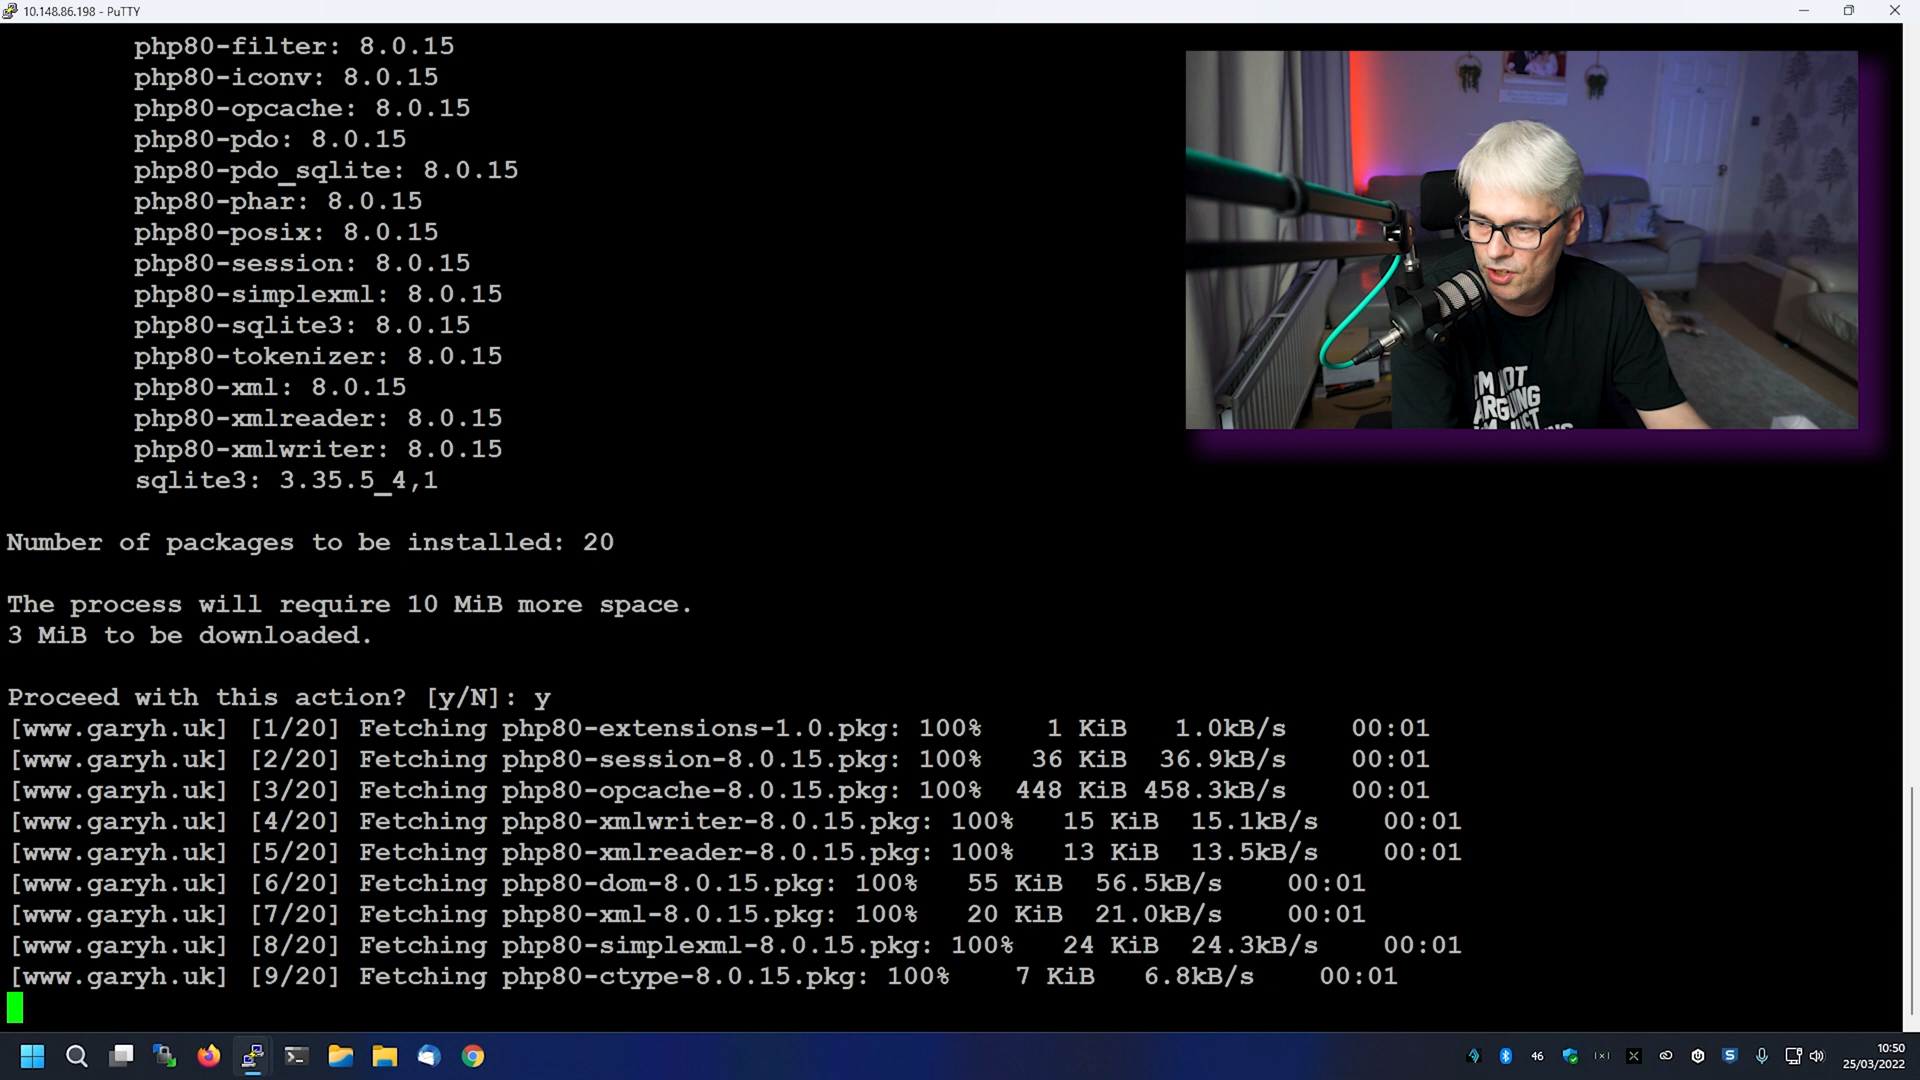 10.148.86.198 - PuTTY
php80-filter: 8.0.15
php80-iconv: 8.0.15
php80-opcache: 8.0.15
php80-pdo: 8.0.15
php80-pdo_sqlite: 8.0.15
php80-phar: 8.0.15
php80-posix: 8.0.15
php80-session: 8.0.15
php80-simplexml: 8.0.15
php80-sqlite3: 8.0.15
php80-tokenizer: 8.0.15
php80-xml: 8.0.15
php80-xmlreader: 8.0.15
php80-xmlwriter: 8.0.15
sqlite3: 3.35.5_4,1
I'M NOT
ARGUING
I'M JUST
Number of packages to be installed: 20
The process will require 10 MiB more space.
3 MiB to be downloaded.
Proceed with this action? [y/N]: y
[www.garyh.uk] [1/20] Fetching php80-extensions-1.0.pkg: 100% 1 KiB 1.0kB/s 00:01
[www.garyh.uk] [2/20] Fetching php80-session-8.0.15.pkg: 100% 36 KiB 36.9kB/s 00:01
[www.garyh.uk] [3/20] Fetching php80-opcache-8.0.15.pkg: 100% 448 KiB 458.3kB/s 00:01
[www.garyh.uk] [4/20] Fetching php80-xmlwriter-8.0.15.pkg: 100% 15 KiB 15.1kB/s 00:01
[www.garyh.uk] [5/20] Fetching php80-xmlreader-8.0.15.pkg: 100% 13 KiB 13.5kB/s 00:01
[www.garyh.uk] [6/20] Fetching php80-dom-8.0.15.pkg: 100% 55 KiB 56.5kB/s 00:01
[www.garyh.uk] [7/20] Fetching php80-xml-8.0.15.pkg: 100% 20 KiB 21.0kB/s 00:01
[www.garyh.uk] [8/20] Fetching php80-simplexml-8.0.15.pkg: 100% 24 KiB 24.3kB/s 00:01
[www.garyh.uk] [9/20] Fetching php80-ctype-8.0.15.pkg: 100% 7 KiB 6.8kB/s 00:01
46
10:50
25/03/2022